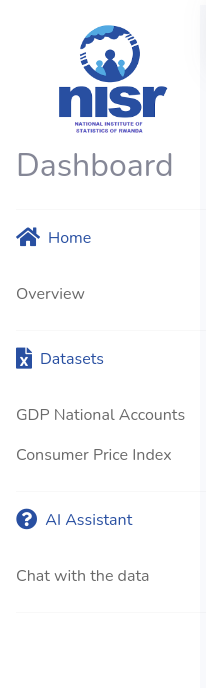 nisr
NATIONAL INSTITUTE OF
STATISTICS OF RWANDA
Dashboard
Home
Overview
Datasets
GDP National Accounts
Consumer Price Index
AI Assistant
Chat with the data